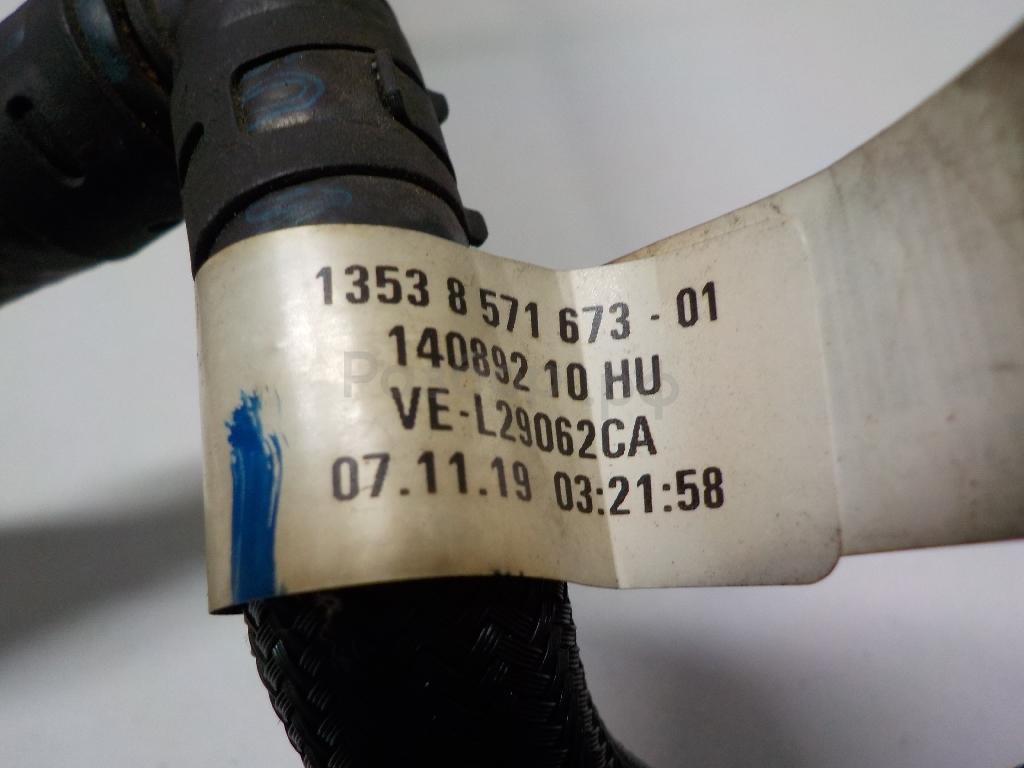 1353 8 571 673 - 01
140892 10 HU
VE-L29062CA
07.11.19 03:21:58